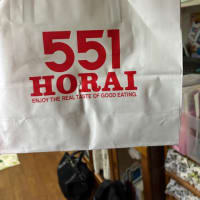 551
HORAI
ENJOY THE REAL TASTE OF GOOD EATING.